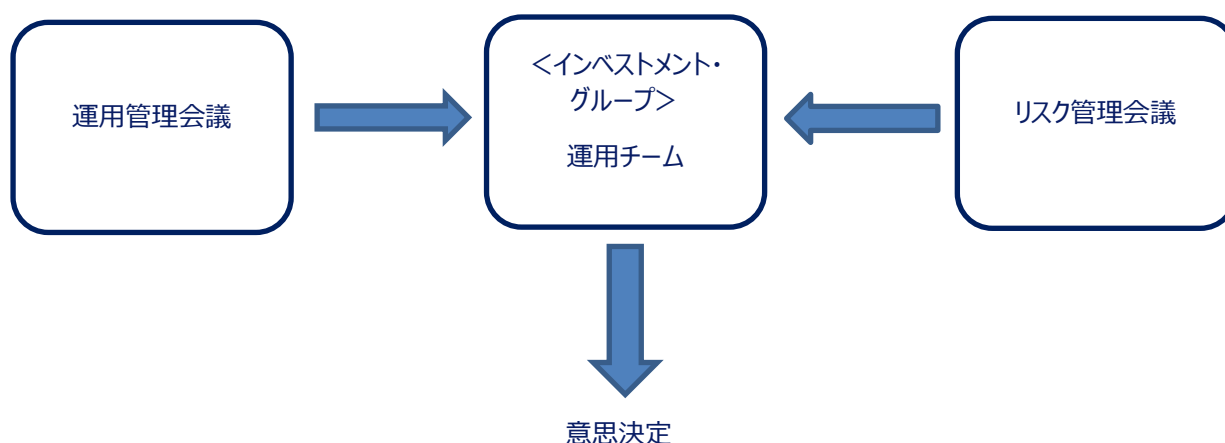 運用管理会議
＜インベストメント・
グループ＞
運用チーム
リスク管理会議
意思決定